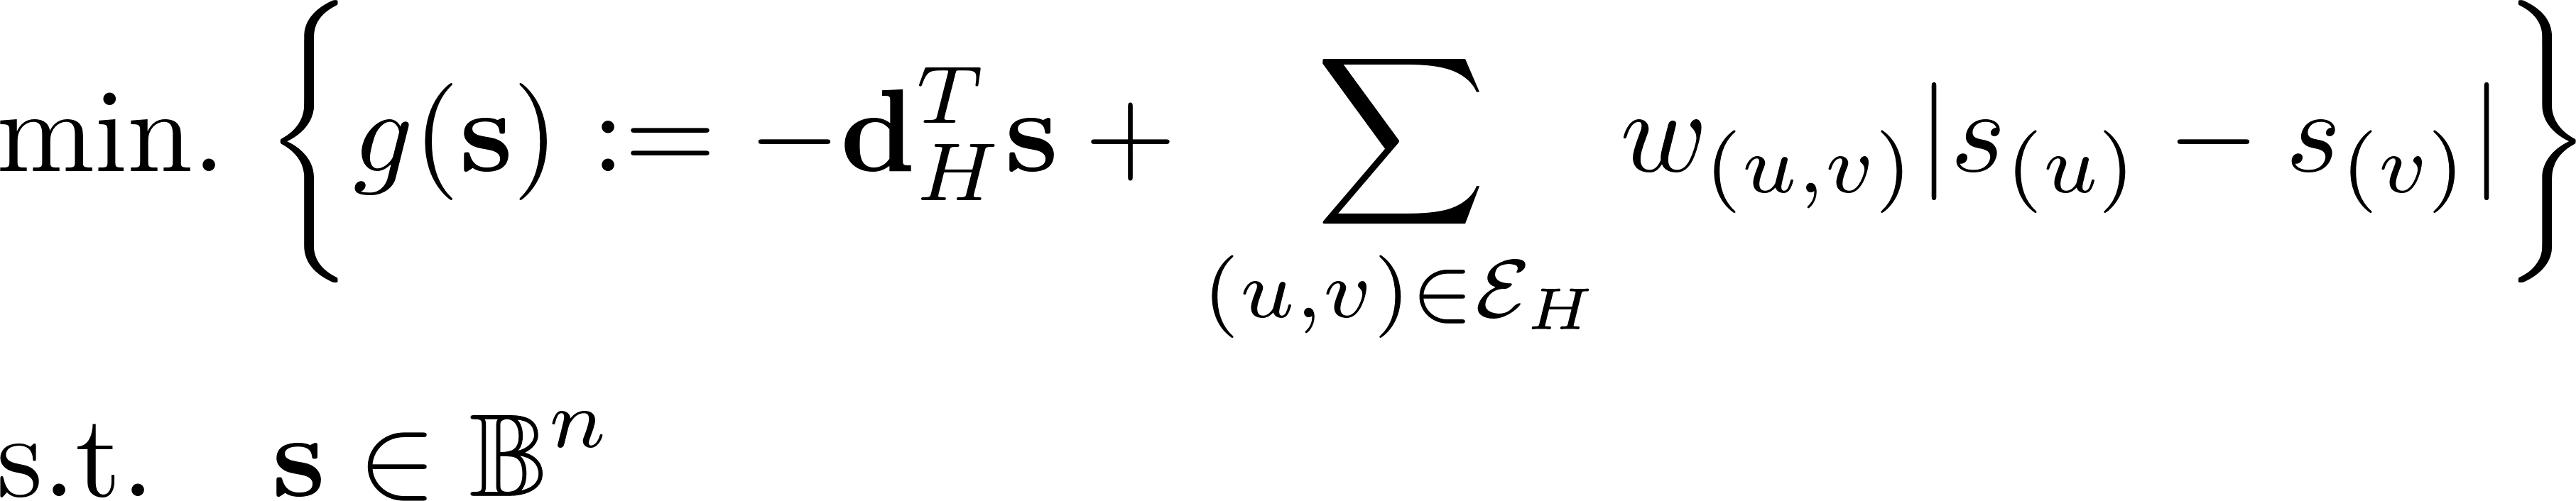 min. { g(𝐬) := −𝐝_H^T 𝐬 + ∑_{(u,v)∈ℰ_H} w_{(u,v)} |s_{(u)} − s_{(v)}| }
s.t. 𝐬 ∈ 𝔹^n